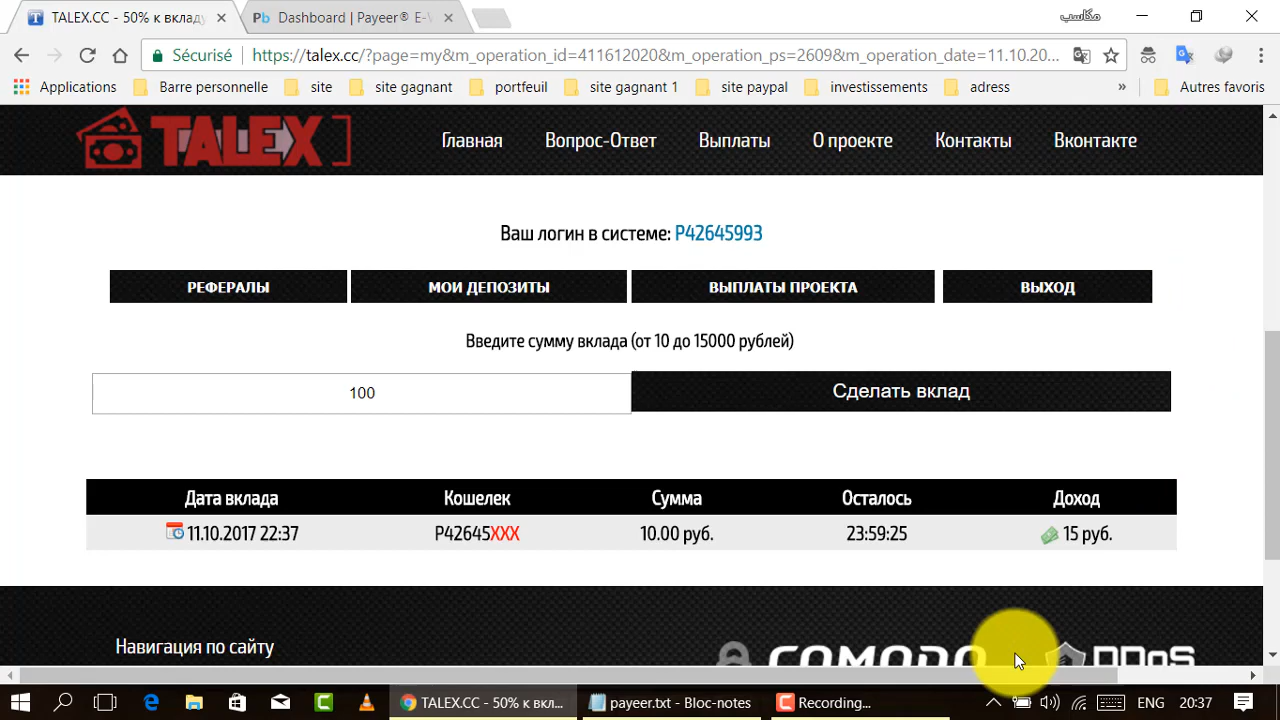 TALEX.CC - 50% к вкладу
Dashboard | Payeer® E-V
مكاسب
Sécurisé
https://talex.cc/?page=my&m_operation_id=411612020&m_operation_ps=2609&m_operation_date=11.10.20...
Applications
Barre personnelle
site
site gagnant
portfeuil
site gagnant 1
site paypal
investissements
adress
»
Autres favoris
TALEX
Главная
Вопрос-Ответ
Выплаты
О проекте
Контакты
Вконтакте
Ваш логин в системе: P42645993
РЕФЕРАЛЫ
МОИ ДЕПОЗИТЫ
ВЫПЛАТЫ ПРОЕКТА
ВЫХОД
Введите сумму вклада (от 10 до 15000 рублей)
100
Сделать вклад
Дата вклада Кошелек Сумма Осталось Доход
11.10.2017 22:37 P42645XXX 10.00 руб. 23:59:25 15 руб.
Навигация по сайту
COMODO
DDoS
TALEX.CC - 50% к вкл...
payeer.txt - Bloc-notes
Recording...
ENG
20:37